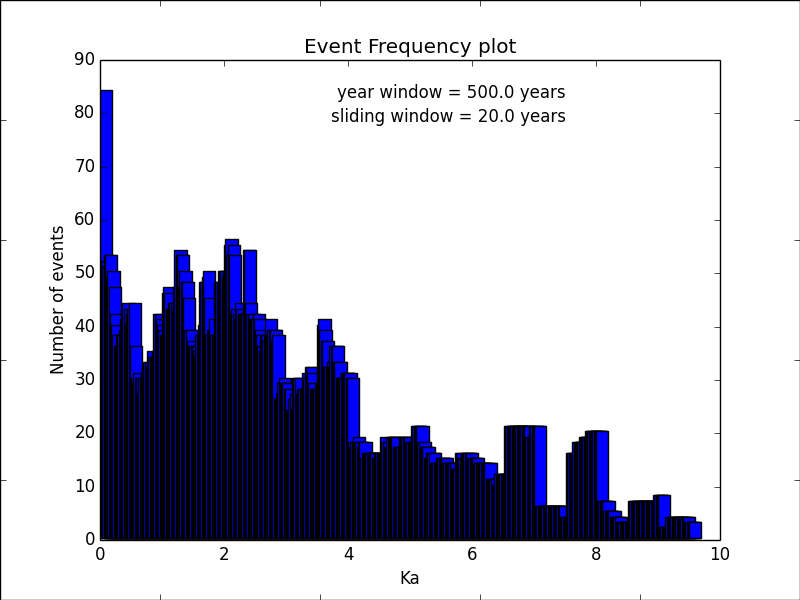 Event Frequency plot
year window = 500.0 years
sliding window = 20.0 years
Number of events
90
80
70
60
50
40
30
20
10
0
0 2 4 6 8 10
Ka